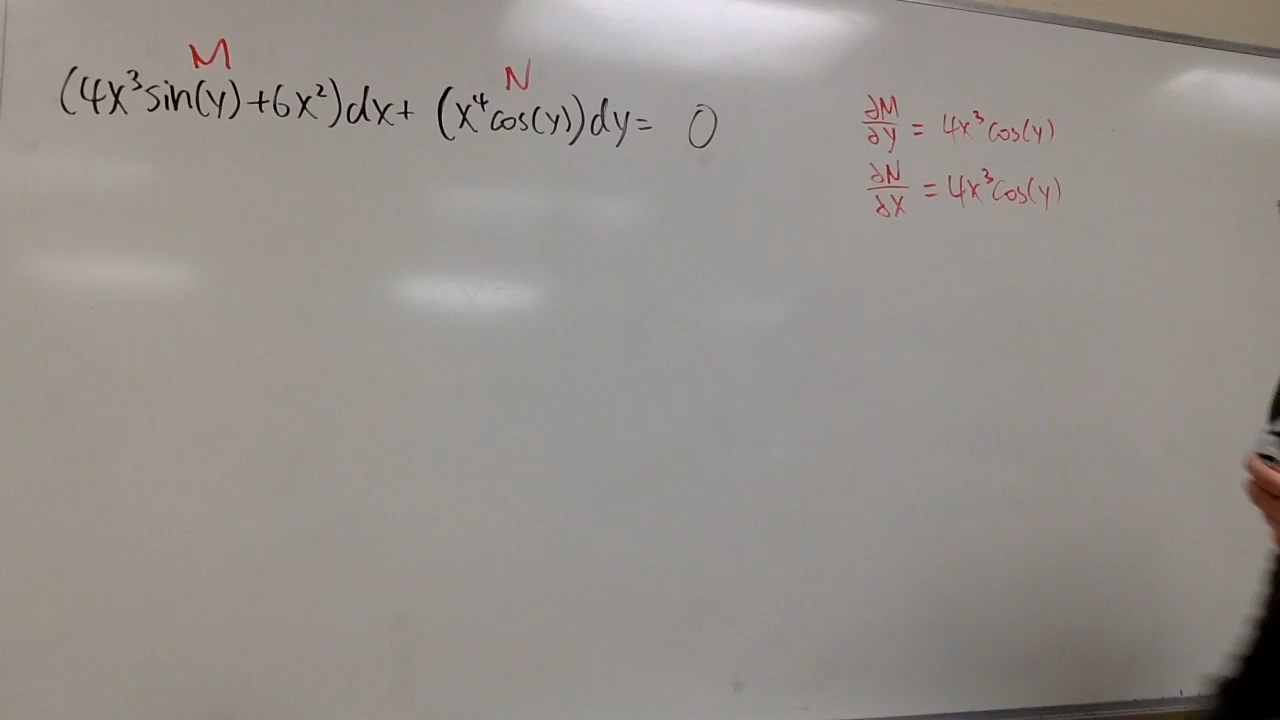 M
N
(4x³sin(y)+6x²)dx+ (x⁴cos(y))dy= 0
∂M/∂y = 4x³cos(y)
∂N/∂x = 4x³cos(y)